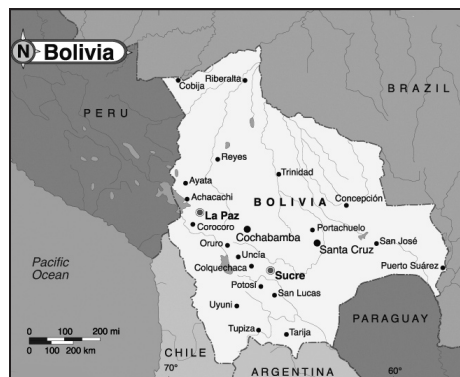 N Bolivia
Cobija
Riberalta
BRAZIL
PERU
Reyes
Trinidad
Ayata
Achacachi
BOLIVIA
Concepción
La Paz
Corocoro
Portachuelo
Cochabamba
Oruro
Santa Cruz
San José
Uncía
Colquechaca
Sucre
Puerto Suárez
Pacific
Ocean
Potosí
San Lucas
Uyuni
PARAGUAY
0 100 200 mi
0 100 200 km
Tupiza
Tarija
CHILE
70°
60°
ARGENTINA